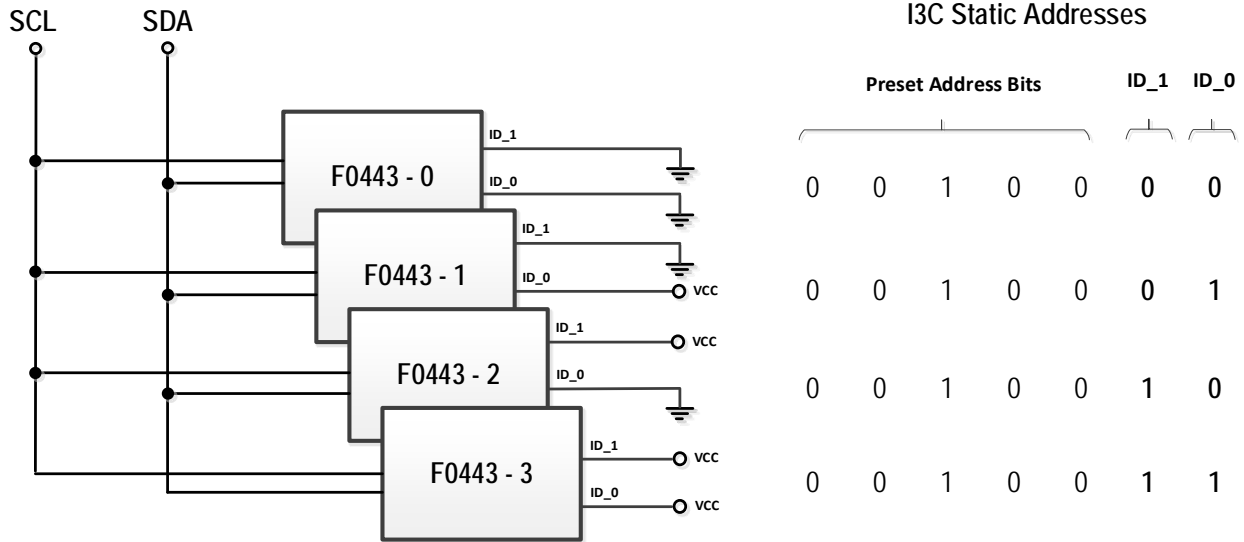 SCL SDA
I3C Static Addresses
Preset Address Bits ID_1 ID_0
F0443 - 0
ID_1
ID_0
0 0 1 0 0 0 0
F0443 - 1
ID_1
ID_0
VCC
0 0 1 0 0 0 1
F0443 - 2
ID_1
VCC
ID_0
0 0 1 0 0 1 0
F0443 - 3
ID_1
VCC
ID_0
VCC
0 0 1 0 0 1 1